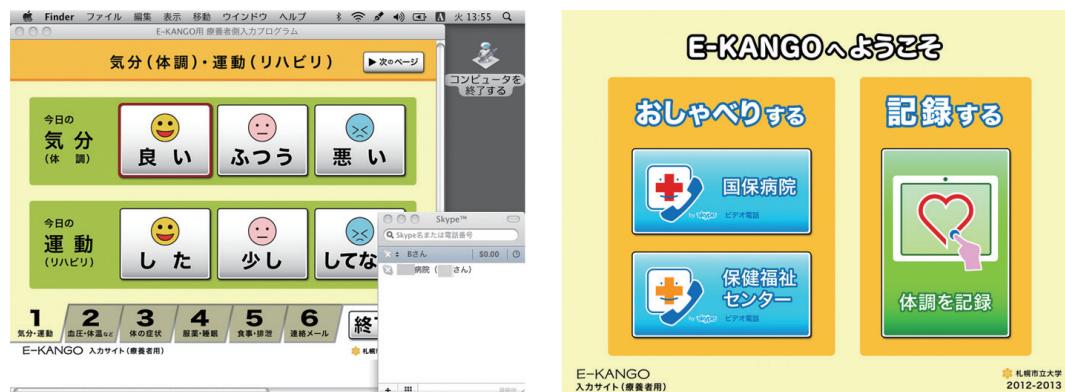 Finder ファイル 編集 表示 移動 ウインドウ ヘルプ 火 13:55
E-KANGO用 療養者側入力プログラム
気分(体調)・運動(リハビリ)
▶次のページ
コンピュータを
終了する
今日の
気分
(体 調)
良い
ふつう
悪い
今日の
運動
(リハビリ)
した
少し
してな
Skype™
Skype名または電話番号
Bさん $0.00
病院( さん)
1 2 3 4 5 6
気分・運動 血圧・体温など 体の症状 服薬・睡眠 食事・排泄 連絡メール
終
E-KANGO 入力サイト(療養者用)
札幌
E-KANGOへようこそ
おしゃべりする
国保病院
by skype ビデオ電話
保健福祉
センター
by skype ビデオ電話
記録する
体調を記録
E-KANGO
入力サイト(療養者用)
札幌市立大学
2012-2013